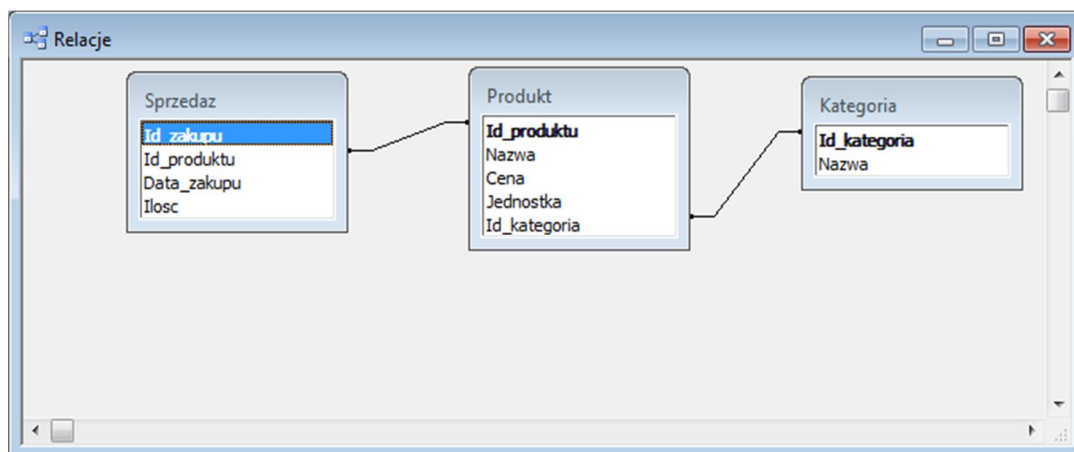 Relacje
Sprzedaz
Id_zakupu
Id_produktu
Data_zakupu
Ilosc
Produkt
Id_produktu
Nazwa
Cena
Jednostka
Id_kategoria
Kategoria
Id_kategoria
Nazwa